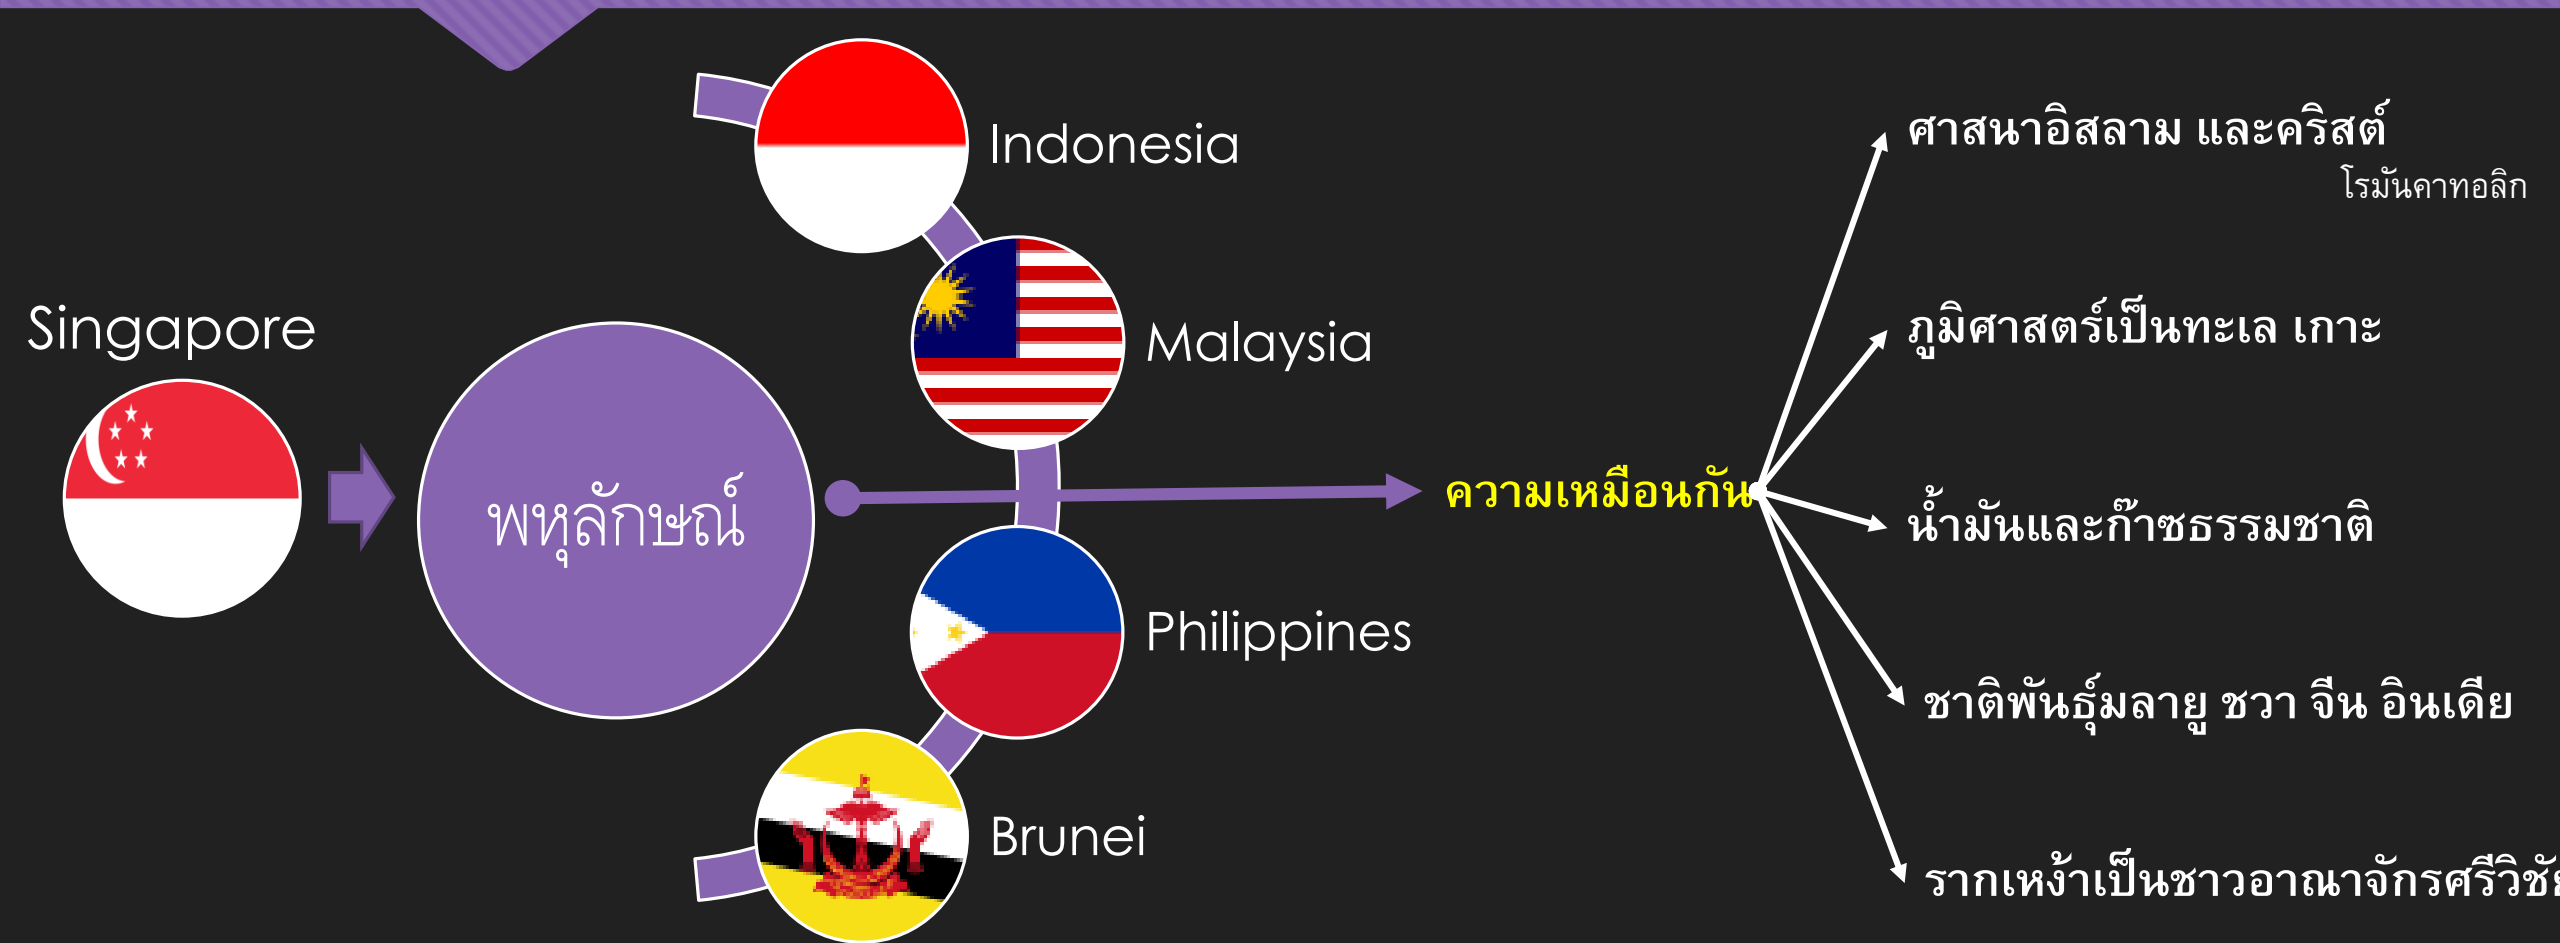 Singapore
พหุลักษณ์
Indonesia
Malaysia
Philippines
Brunei
ความเหมือนกัน
ศาสนาอิสลาม และคริสต์
โรมันคาทอลิก
ภูมิศาสตร์เป็นทะเล เกาะ
น้ำมันและก๊าซธรรมชาติ
ชาติพันธุ์มลายู ชวา จีน อินเดีย
รากเหง้าเป็นชาวอาณาจักรศรีวิชัย